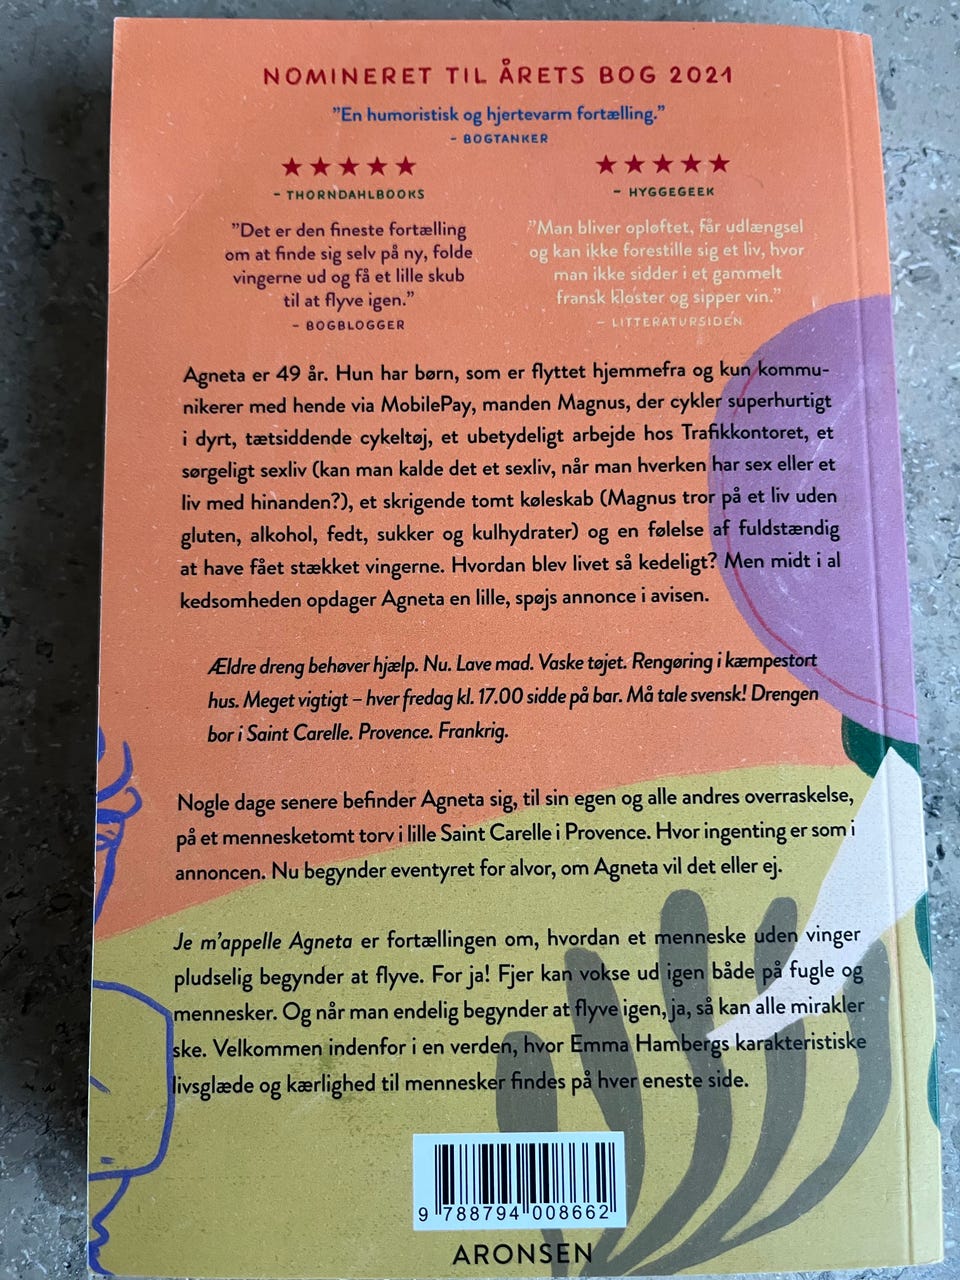 NOMINERET TIL ÅRETS BOG 2021
”En humoristisk og hjertevarm fortælling.”
- BOGTANKER
★★★★★
- THORNDAHLBOOKS
★★★★★
- HYGGEGEEK
”Det er den fineste fortælling
om at finde sig selv på ny, folde
vingerne ud og få et lille skub
til at flyve igen.”
- BOGBLOGGER
”Man bliver opløftet, får udlængsel
og kan ikke forestille sig et liv, hvor
man ikke sidder i et gammelt
fransk kloster og sipper vin.”
- LITTERATURSIDEN
Agneta er 49 år. Hun har børn, som er flyttet hjemmefra og kun kommu-
nikerer med hende via MobilePay, manden Magnus, der cykler superhurtigt
i dyrt, tætsiddende cykeltøj, et ubetydeligt arbejde hos Trafikkontoret, et
sørgeligt sexliv (kan man kalde det et sexliv, når man hverken har sex eller et
liv med hinanden?), et skrigende tomt køleskab (Magnus tror på et liv uden
gluten, alkohol, fedt, sukker og kulhydrater) og en følelse af fuldstændig
at have fået stækket vingerne. Hvordan blev livet så kedeligt? Men midt i al
kedsomheden opdager Agneta en lille, spøjs annonce i avisen.
Ældre dreng behøver hjælp. Nu. Lave mad. Vaske tøjet. Rengøring i kæmpestort
hus. Meget vigtigt – hver fredag kl. 17.00 sidde på bar. Må tale svensk! Drengen
bor i Saint Carelle. Provence. Frankrig.
Nogle dage senere befinder Agneta sig, til sin egen og alle andres overraskelse,
på et mennesketomt torv i lille Saint Carelle i Provence. Hvor ingenting er som i
annoncen. Nu begynder eventyret for alvor, om Agneta vil det eller ej.
Je m’appelle Agneta er fortællingen om, hvordan et menneske uden vinger
pludselig begynder at flyve. For ja! Fjer kan vokse ud igen både på fugle og
mennesker. Og når man endelig begynder at flyve igen, ja, så kan alle mirakler
ske. Velkommen indenfor i en verden, hvor Emma Hambergs karakteristiske
livsglæde og kærlighed til mennesker findes på hver eneste side.
9 788794 008662
ARONSEN